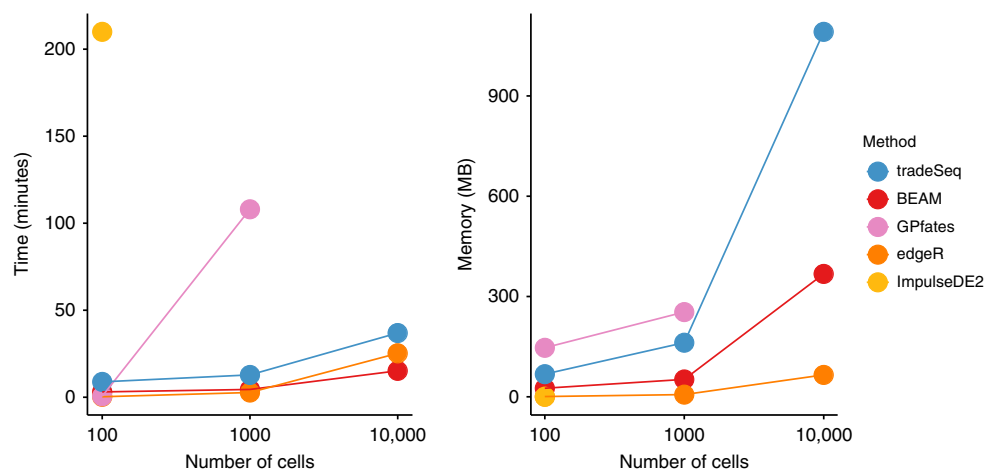 Time (minutes)
200
150
100
50
0
100
1000
10,000
Number of cells
Memory (MB)
900
600
300
0
100
1000
10,000
Number of cells
Method
tradeSeq
BEAM
GPfates
edgeR
ImpulseDE2